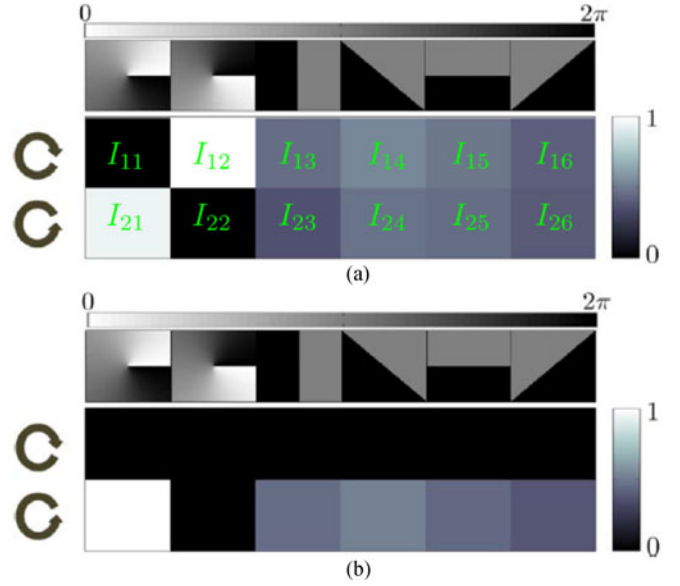 0 2π
1
I₁₁ I₁₂ I₁₃ I₁₄ I₁₅ I₁₆
I₂₁ I₂₂ I₂₃ I₂₄ I₂₅ I₂₆
0
(a)
0 2π
1
0
(b)